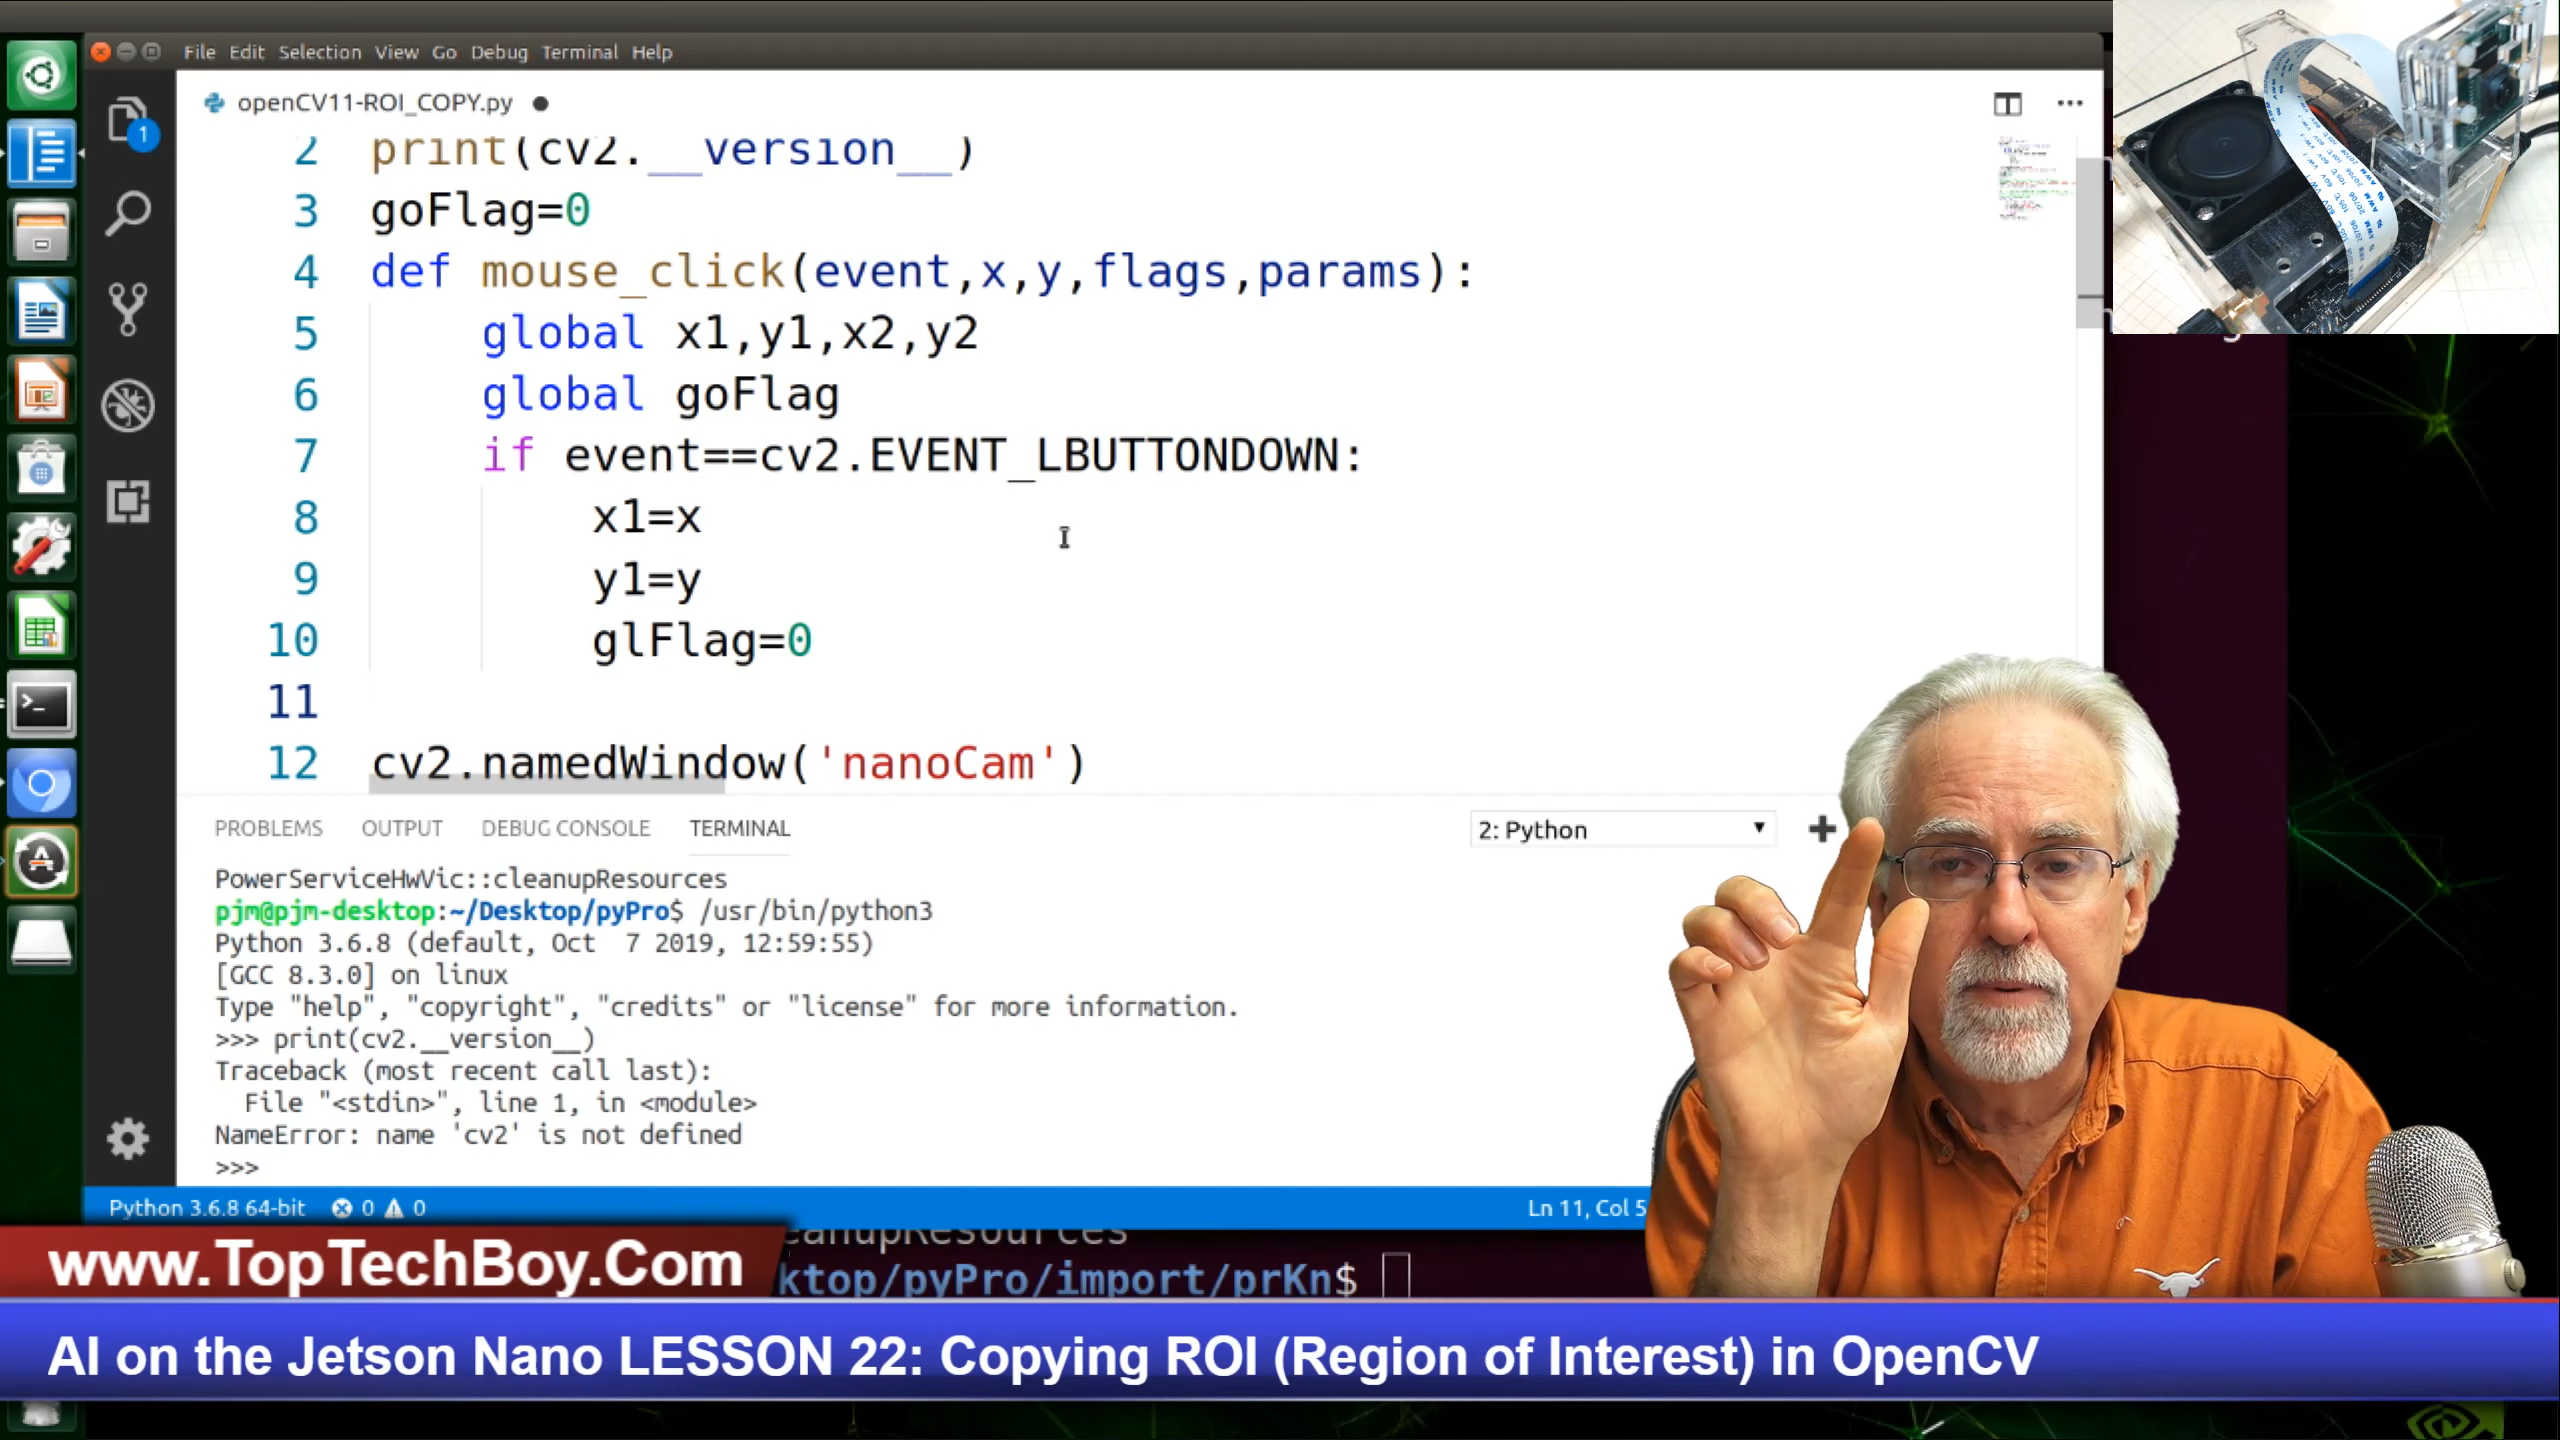 File Edit Selection View Go Debug Terminal Help
openCV11-ROI_COPY.py
1
2 print(cv2.__version__)
3 goFlag=0
4 def mouse_click(event,x,y,flags,params):
5 global x1,y1,x2,y2
6 global goFlag
7 if event==cv2.EVENT_LBUTTONDOWN:
8 x1=x
9 y1=y
10 glFlag=0
11
12 cv2.namedWindow('nanoCam')
PROBLEMS OUTPUT DEBUG CONSOLE TERMINAL 2: Python
PowerServiceHwVic::cleanupResources
pjm@pjm-desktop:~/Desktop/pyPro$ /usr/bin/python3
Python 3.6.8 (default, Oct  7 2019, 12:59:55)
[GCC 8.3.0] on linux
Type "help", "copyright", "credits" or "license" for more information.
>>> print(cv2.__version__)
Traceback (most recent call last):
  File "<stdin>", line 1, in <module>
NameError: name 'cv2' is not defined
>>>
Python 3.6.8 64-bit 0 0 Ln 11, Col 5
eanupResources
www.TopTechBoy.Com
ktop/pyPro/import/prKn$
AI on the Jetson Nano LESSON 22: Copying ROI (Region of Interest) in OpenCV